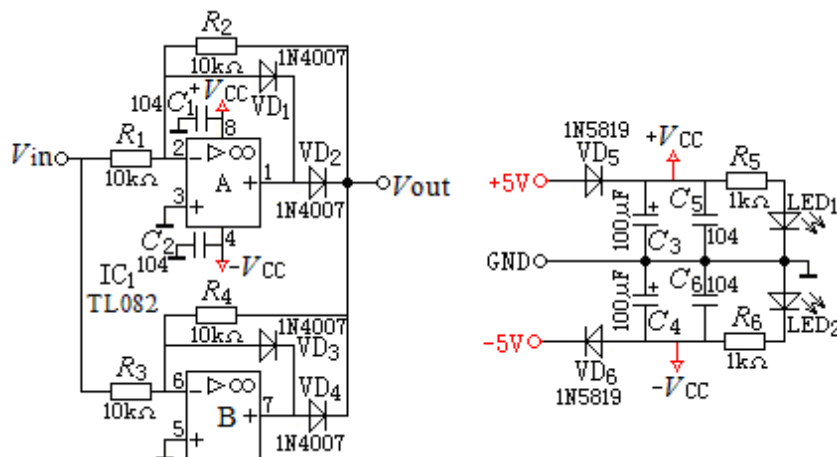 R2
10kΩ
1N4007
104
C1
+VCC
VD1
8
R1
Vin
10kΩ
2
− ▷∞
A
+
1
VD2
1N4007
Vout
3
+
C2
104
4
-VCC
IC1
TL082
R4
10kΩ
1N4007
VD3
R3
10kΩ
6
− ▷∞
B
+
7
VD4
1N4007
5
+
1N5819
VD5
+VCC
+5V
R5
1kΩ
LED1
100μF
+
C3
C5
104
GND
100μF
+
C4
C6
104
R6
1kΩ
LED2
-5V
VD6
1N5819
-VCC